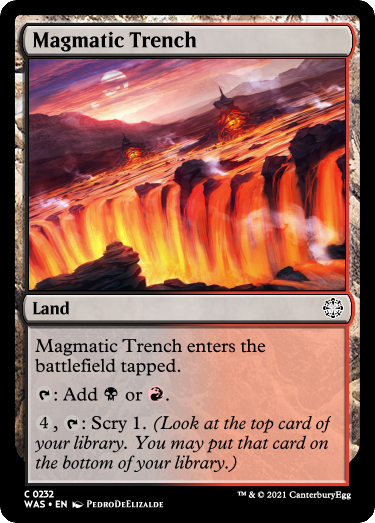 Magmatic Trench
Land
Magmatic Trench enters the
battlefield tapped.
: Add or .
4 , : Scry 1. (Look at the top card of
your library. You may put that card on
the bottom of your library.)
C 0232
™ & © 2021 CanterburyEgg
WAS • EN PedroDeElizalde